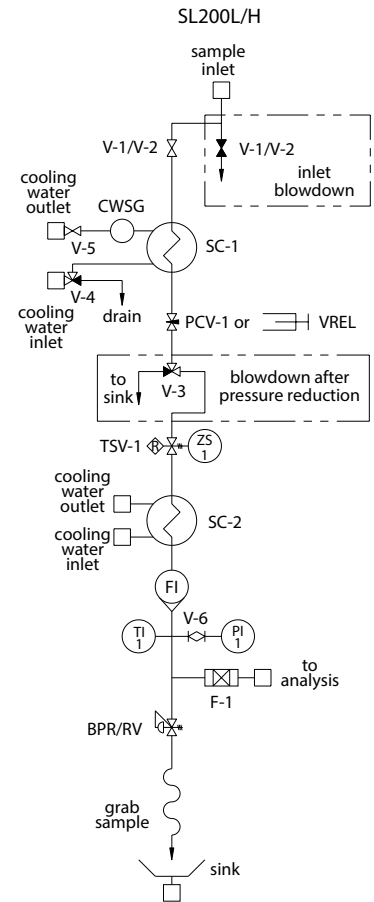 SL200L/H
sample
inlet
V-1/V-2
V-1/V-2
inlet
blowdown
cooling
water
outlet
CWSG
V-5
SC-1
V-4
cooling
water
inlet
drain
PCV-1 or
VREL
to
sink
V-3
blowdown after
pressure reduction
TSV-1
R
ZS
1
cooling
water
outlet
cooling
water
inlet
SC-2
FI
V-6
TI
1
PI
1
to
analysis
F-1
BPR/RV
grab
sample
sink